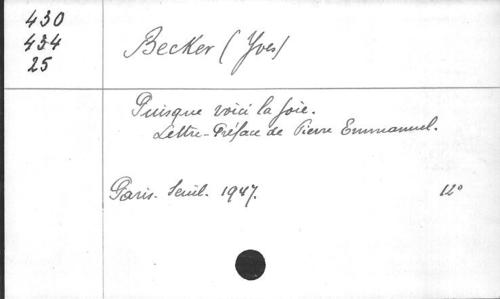 430
434
25
Becker (Yves)
Puisque voici la Joie.
Lettre-Préface de Pierre Emmanuel.
Paris. Seuil. 1947. 12°